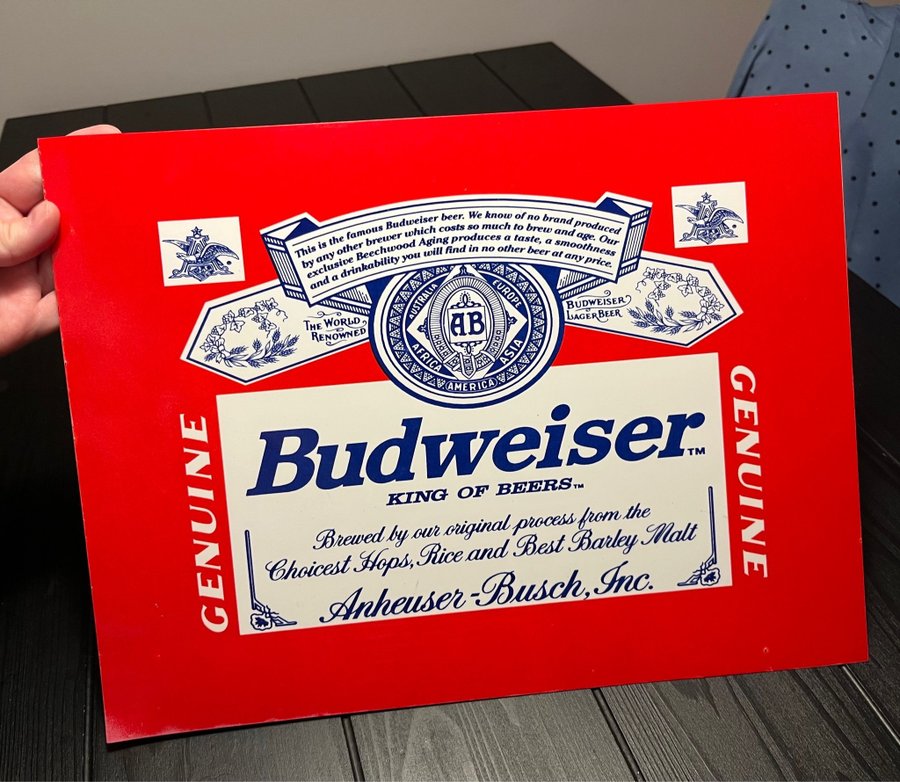 This is the famous Budweiser beer. We know of no brand produced
by any other brewer which costs so much to brew and age. Our
exclusive Beechwood Aging produces a taste, a smoothness
and a drinkability you will find in no other beer at any price.
THE WORLD
RENOWNED
BUDWEISER
LAGER BEER
AUSTRALIA
EUROPE
AB
AFRICA
ASIA
AMERICA
GENUINE
GENUINE
Budweiser™
KING OF BEERS™
Brewed by our original process from the
Choicest Hops, Rice and Best Barley Malt
Anheuser-Busch, Inc.